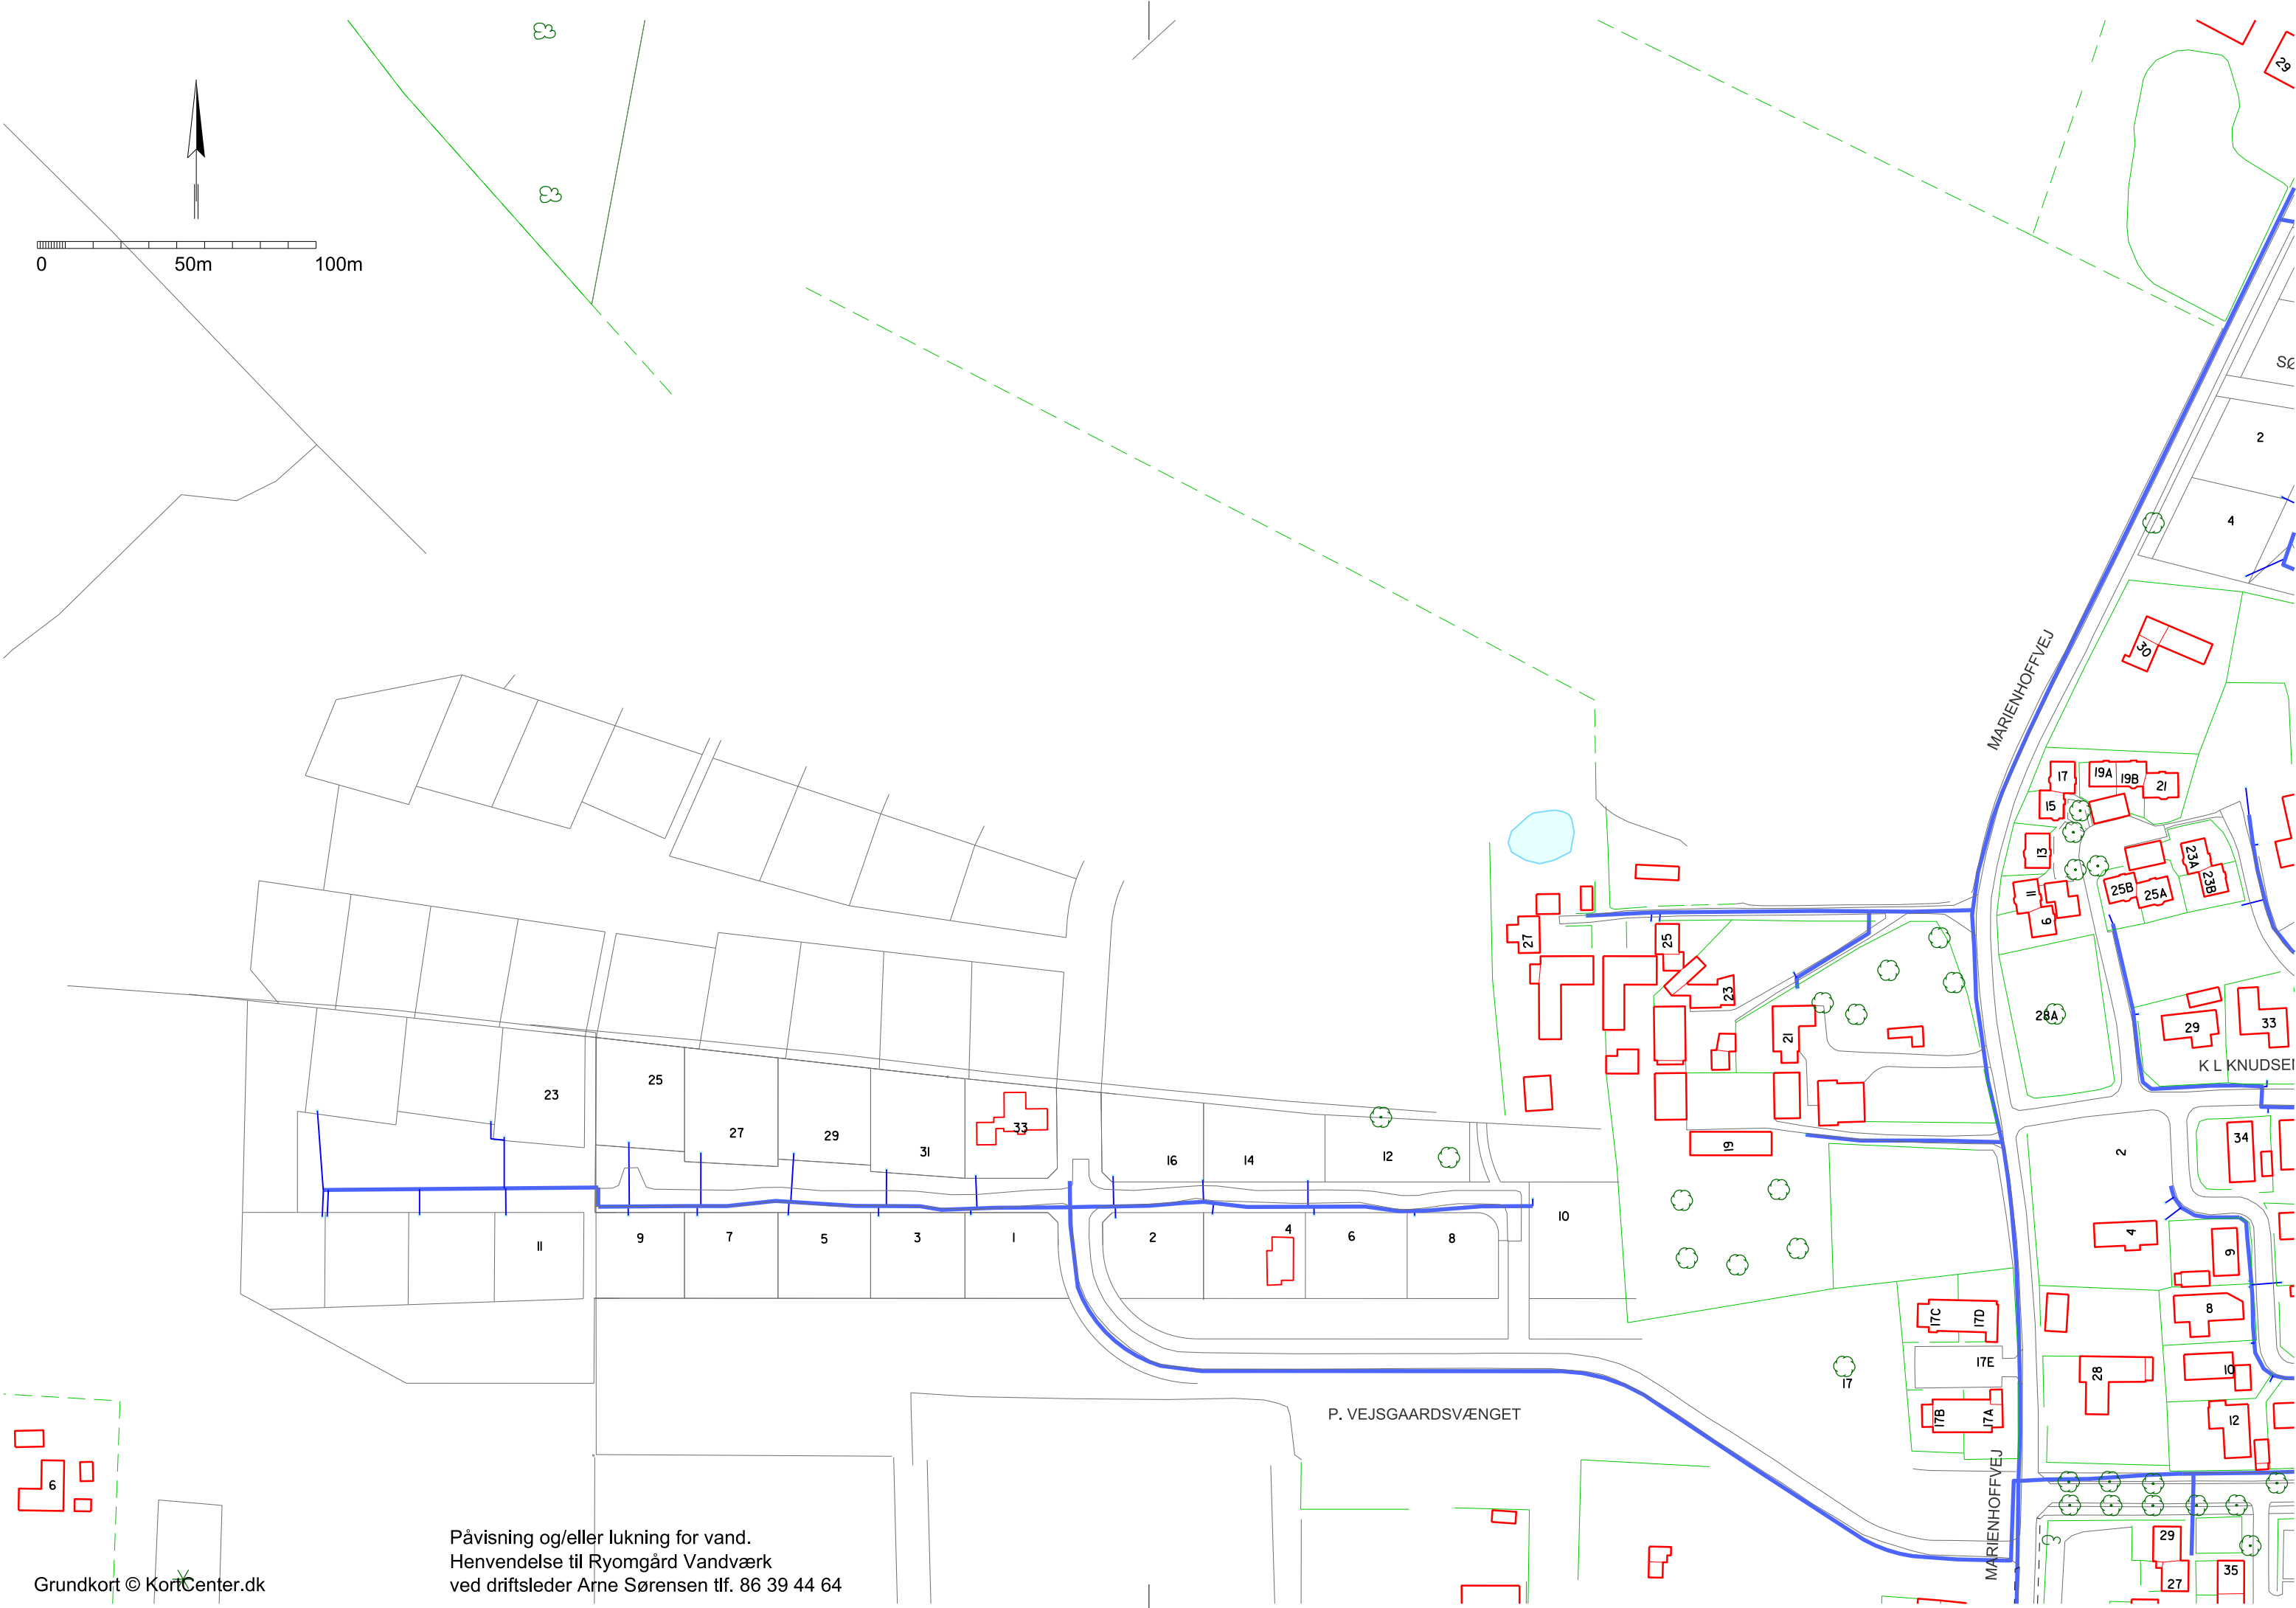 29
0 50m 100m
2
4
MARIENHOFFVEJ
30
17 19A 19B 21
15
13 23A
23B
25B 25A
11
6
27 25
23
28A
21 29 33
K L KNUDSE
25
23
27 29
33
31
16 14 12
19 2 34
10
11 9 7 5 3 1 2 4 6 8
4 9
8
17C 17D
17E
17 28 10
P. VEJSGAARDSVÆNGET
17B 17A 12
MARIENHOFFVEJ
6
Påvisning og/eller lukning for vand.
Henvendelse til Ryomgård Vandværk
ved driftsleder Arne Sørensen tlf. 86 39 44 64
Grundkort © KortCenter.dk
29
27 35